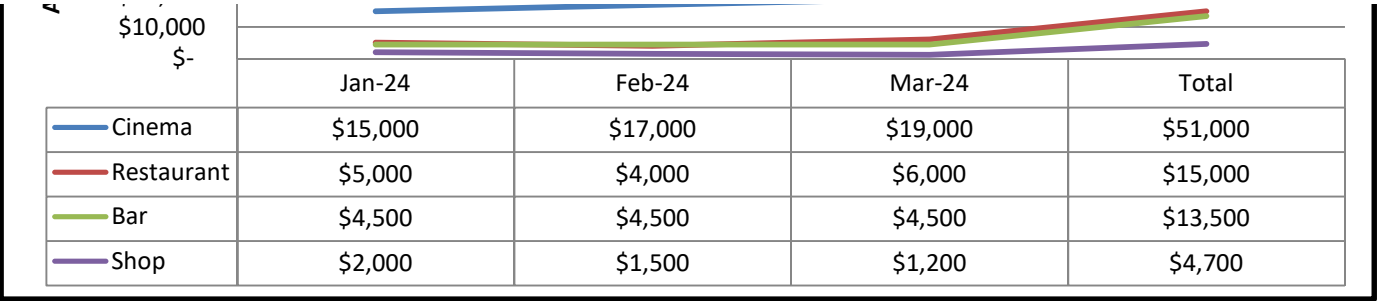 $10,000
$-
Jan-24 Feb-24 Mar-24 Total
Cinema $15,000 $17,000 $19,000 $51,000
Restaurant $5,000 $4,000 $6,000 $15,000
Bar $4,500 $4,500 $4,500 $13,500
Shop $2,000 $1,500 $1,200 $4,700